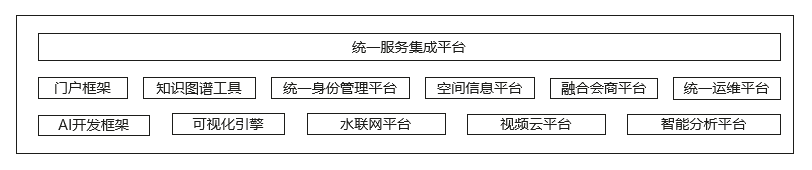 统一服务集成平台
门户框架 知识图谱工具 统一身份管理平台 空间信息平台 融合会商平台 统一运维平台
AI开发框架 可视化引擎 水联网平台 视频云平台 智能分析平台